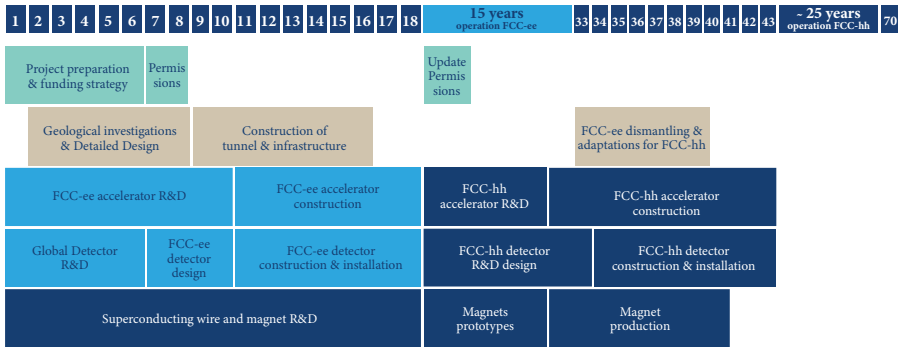 1 2 3 4 5 6 7 8 9 10 11 12 13 14 15 16 17 18 15 years 33 34 35 36 37 38 39 40 41 42 43 ~ 25 years 70
operation FCC-ee operation FCC-hh
Project preparation
& funding strategy
Permis
sions
Update
Permis
sions
Geological investigations
& Detailed Design
Construction of
tunnel & infrastructure
FCC-ee dismantling &
adaptations for FCC-hh
FCC-ee accelerator R&D
FCC-ee accelerator
construction
FCC-hh
accelerator R&D
FCC-hh accelerator
construction
Global Detector
R&D
FCC-ee
detector
design
FCC-ee detector
construction & installation
FCC-hh detector
R&D design
FCC-hh detector
construction & installation
Superconducting wire and magnet R&D
Magnets
prototypes
Magnet
production